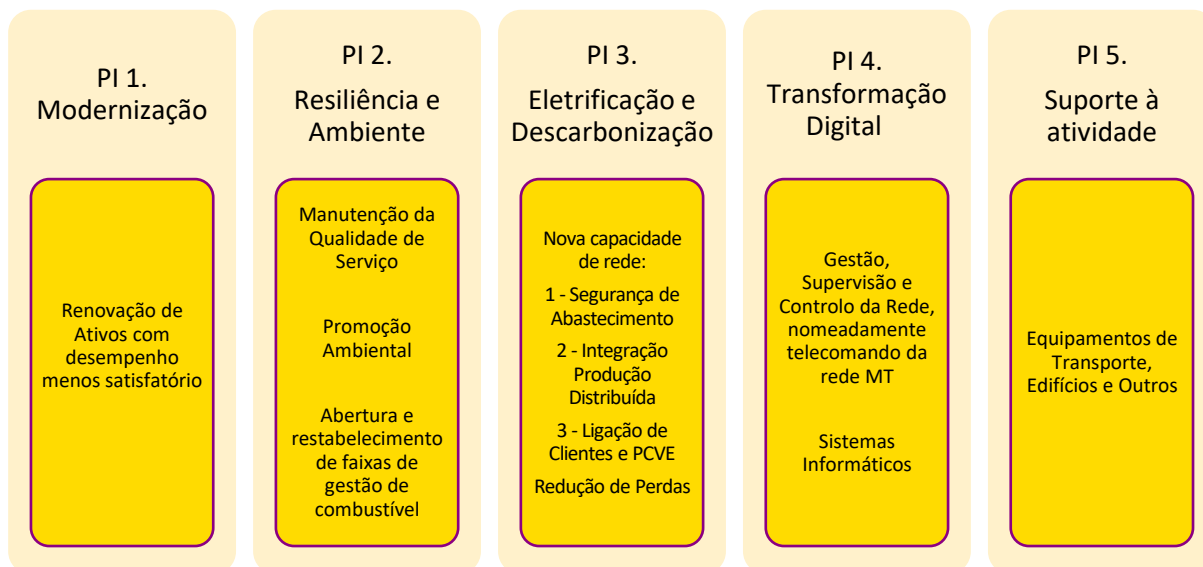 PI 1.
Modernização
Renovação de
Ativos com
desempenho
menos satisfatório
PI 2.
Resiliência e
Ambiente
Manutenção da
Qualidade de
Serviço
Promoção
Ambiental
Abertura e
restabelecimento
de faixas de
gestão de
combustível
PI 3.
Eletrificação e
Descarbonização
Nova capacidade
de rede:
1 - Segurança de
Abastecimento
2 - Integração
Produção
Distribuída
3 - Ligação de
Clientes e PCVE
Redução de Perdas
PI 4.
Transformação
Digital
Gestão,
Supervisão e
Controlo da Rede,
nomeadamente
telecomando da
rede MT
Sistemas
Informáticos
PI 5.
Suporte à
atividade
Equipamentos de
Transporte,
Edifícios e Outros